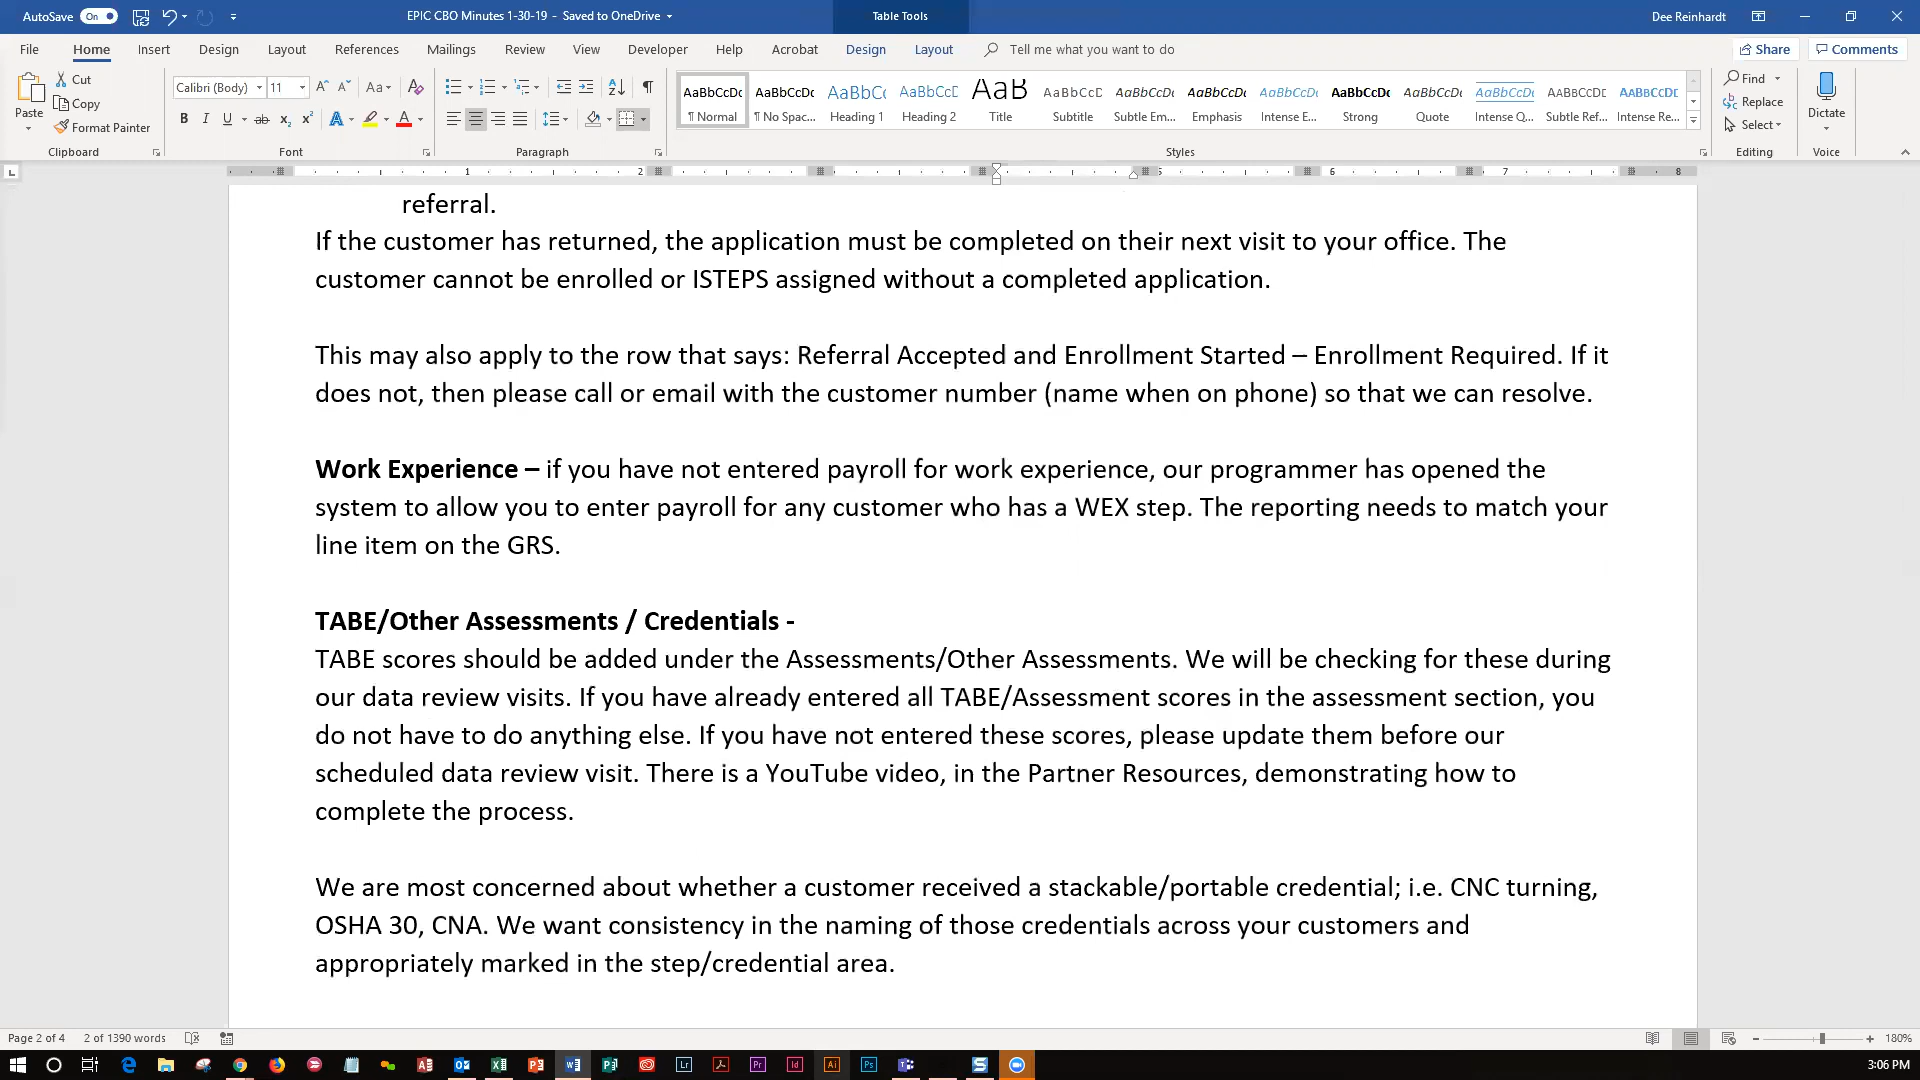 AutoSave On EPIC CBO Minutes 1-30-19 - Saved to OneDrive Table Tools Dee Reinhardt
File Home Insert Design Layout References Mailings Review View Developer Help Acrobat Design Layout Tell me what you want to do Share Comments
Paste
Cut
Copy
Format Painter
Clipboard
Calibri (Body) 11
Font
Paragraph
AaBbCcDc AaBbCcDc AaBbCc AaBbCcD AaB AaBbCcD AaBbCcDc AaBbCcDc AaBbCcDc AaBbCcDc AaBbCcDc AaBbCcDc AABBCCDD AABBCCDD
¶ Normal ¶ No Spac... Heading 1 Heading 2 Title Subtitle Subtle Em... Emphasis Intense E... Strong Quote Intense Q... Subtle Ref... Intense Re...
Styles
Find
Replace
Select
Editing
Dictate
Voice
1 2 5 6 7 8
referral.
If the customer has returned, the application must be completed on their next visit to your office. The
customer cannot be enrolled or ISTEPS assigned without a completed application.
This may also apply to the row that says: Referral Accepted and Enrollment Started – Enrollment Required. If it
does not, then please call or email with the customer number (name when on phone) so that we can resolve.
Work Experience – if you have not entered payroll for work experience, our programmer has opened the
system to allow you to enter payroll for any customer who has a WEX step. The reporting needs to match your
line item on the GRS.
TABE/Other Assessments / Credentials -
TABE scores should be added under the Assessments/Other Assessments. We will be checking for these during
our data review visits. If you have already entered all TABE/Assessment scores in the assessment section, you
do not have to do anything else. If you have not entered these scores, please update them before our
scheduled data review visit. There is a YouTube video, in the Partner Resources, demonstrating how to
complete the process.
We are most concerned about whether a customer received a stackable/portable credential; i.e. CNC turning,
OSHA 30, CNA. We want consistency in the naming of those credentials across your customers and
appropriately marked in the step/credential area.
Page 2 of 4 2 of 1390 words 180%
3:06 PM